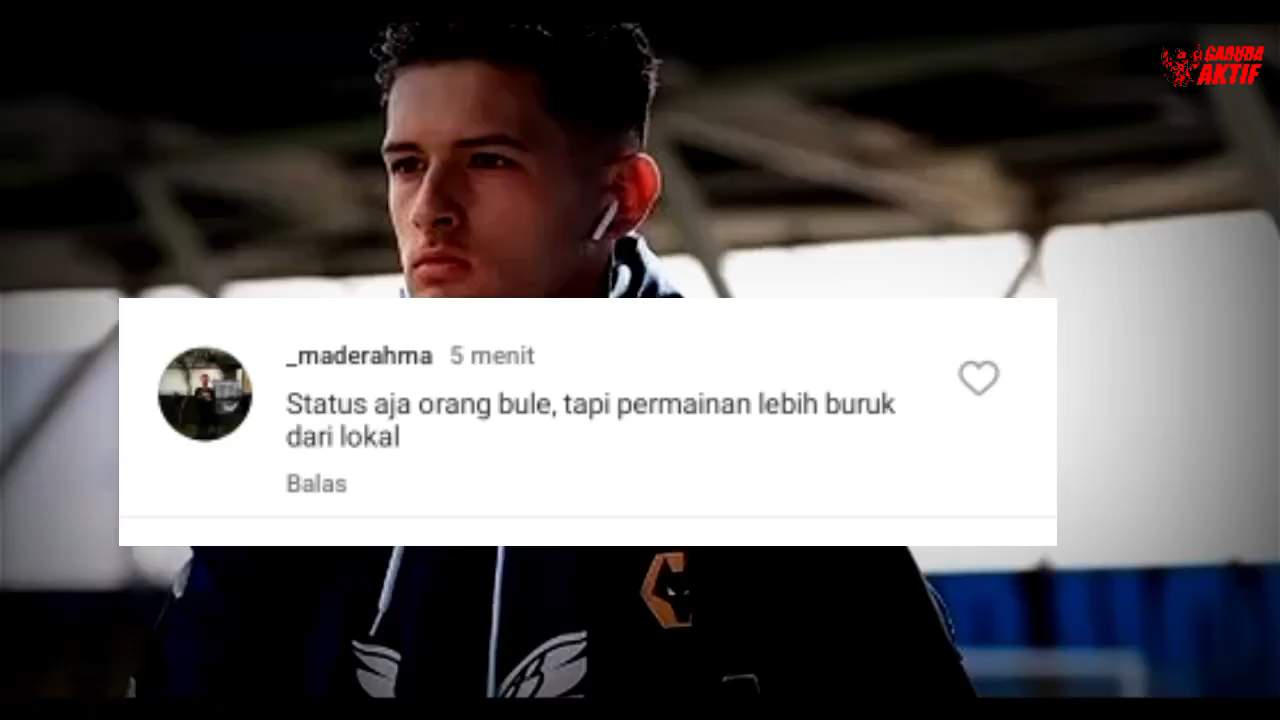 GARUDA
AKTIF
_maderahma 5 menit
Status aja orang bule, tapi permainan lebih buruk
dari lokal
Balas